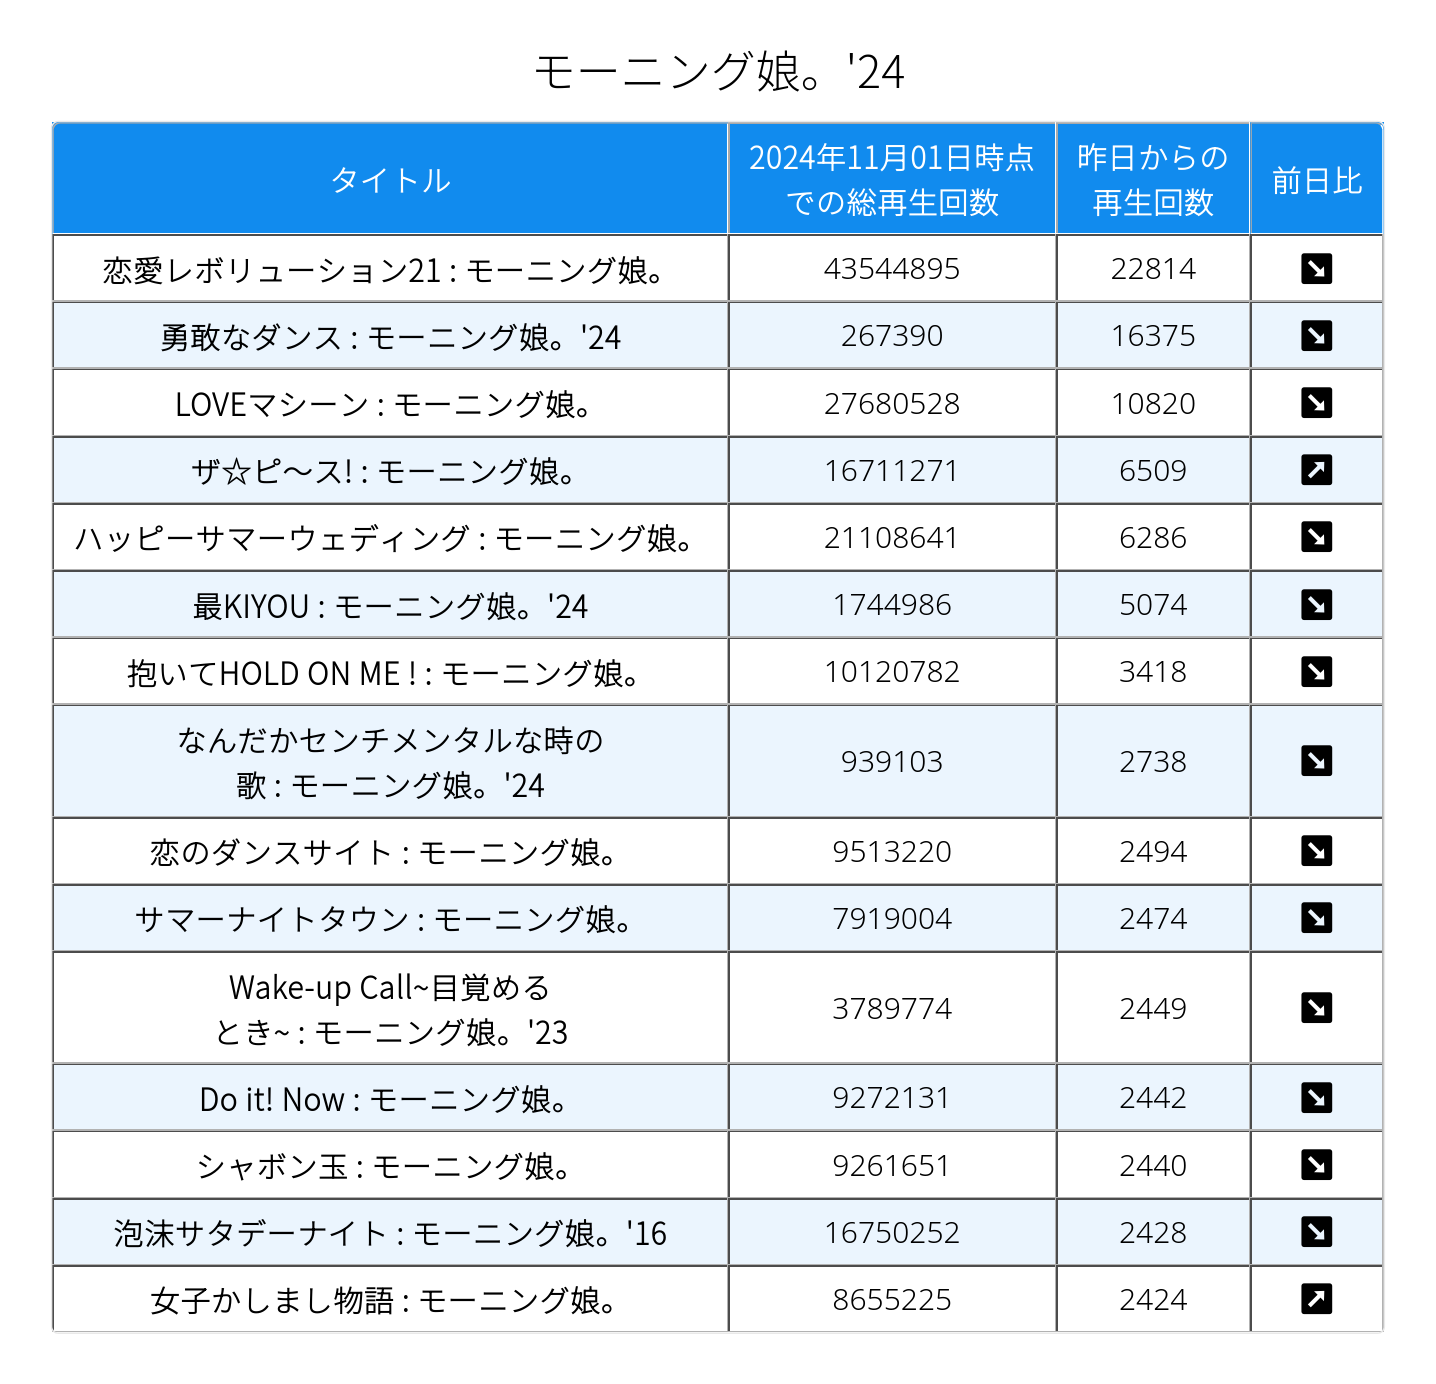 モーニング娘。'24
タイトル
2024年11月01日時点
での総再生回数
昨日からの
再生回数
前日比
恋愛レボリューション21 : モーニング娘。 43544895 22814 ↘
勇敢なダンス : モーニング娘。'24 267390 16375 ↘
LOVEマシーン : モーニング娘。 27680528 10820 ↘
ザ☆ピ〜ス! : モーニング娘。 16711271 6509 ↗
ハッピーサマーウェディング : モーニング娘。 21108641 6286 ↘
最KIYOU : モーニング娘。'24 1744986 5074 ↘
抱いてHOLD ON ME ! : モーニング娘。 10120782 3418 ↘
なんだかセンチメンタルな時の
歌 : モーニング娘。'24 939103 2738 ↘
恋のダンスサイト : モーニング娘。 9513220 2494 ↘
サマーナイトタウン : モーニング娘。 7919004 2474 ↘
Wake-up Call~目覚める
とき~ : モーニング娘。'23 3789774 2449 ↘
Do it! Now : モーニング娘。 9272131 2442 ↘
シャボン玉 : モーニング娘。 9261651 2440 ↘
泡沫サタデーナイト : モーニング娘。'16 16750252 2428 ↘
女子かしまし物語 : モーニング娘。 8655225 2424 ↗